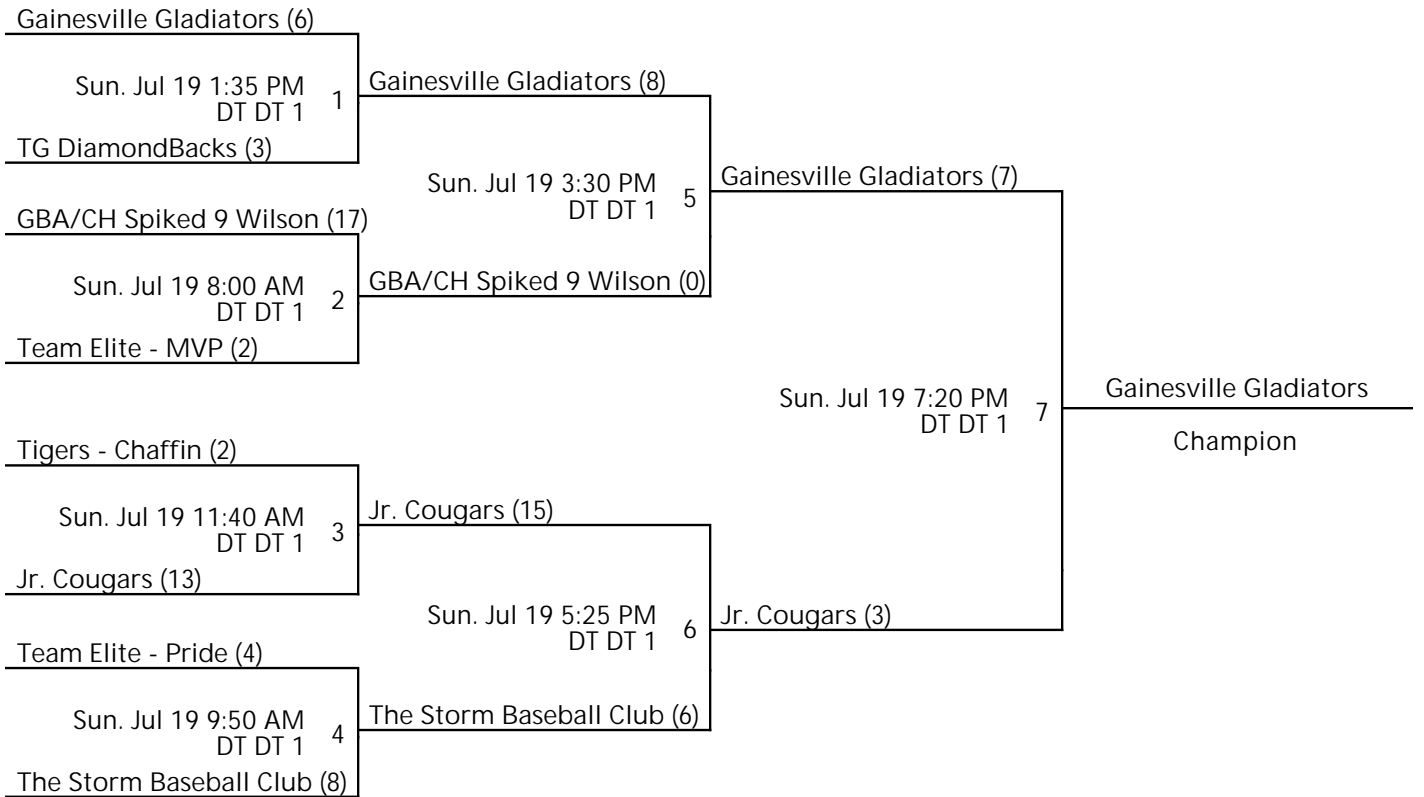 Gainesville Gladiators (6)
Sun. Jul 19 1:35 PM
DT DT 1
1
TG DiamondBacks (3)
Gainesville Gladiators (8)
GBA/CH Spiked 9 Wilson (17)
Sun. Jul 19 8:00 AM
DT DT 1
2
Team Elite - MVP (2)
Sun. Jul 19 3:30 PM
DT DT 1
5
GBA/CH Spiked 9 Wilson (0)
Gainesville Gladiators (7)
Tigers - Chaffin (2)
Sun. Jul 19 11:40 AM
DT DT 1
3
Jr. Cougars (13)
Jr. Cougars (15)
Team Elite - Pride (4)
Sun. Jul 19 9:50 AM
DT DT 1
4
The Storm Baseball Club (8)
Sun. Jul 19 5:25 PM
DT DT 1
6
The Storm Baseball Club (6)
Jr. Cougars (3)
Sun. Jul 19 7:20 PM
DT DT 1
7
Gainesville Gladiators
Champion